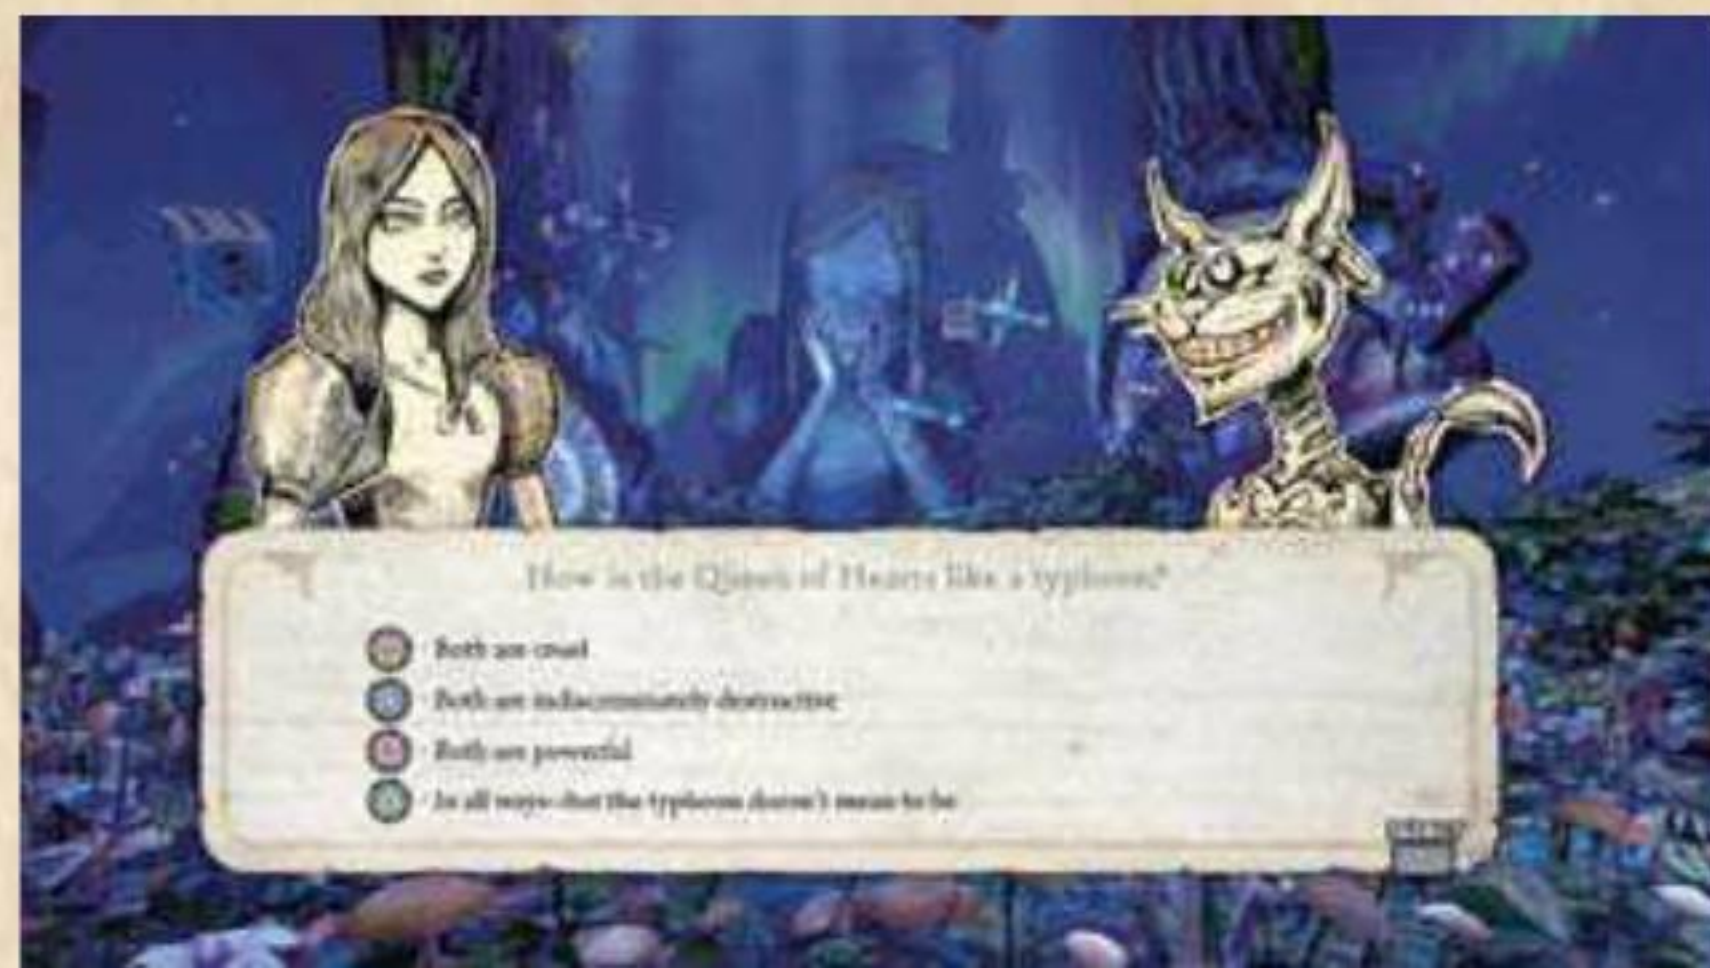 How is the Queen of Hearts like a typhoon?
Both are cruel
Both are indiscriminately destructive
Both are powerful
In all ways–but the typhoon doesn't mean to be